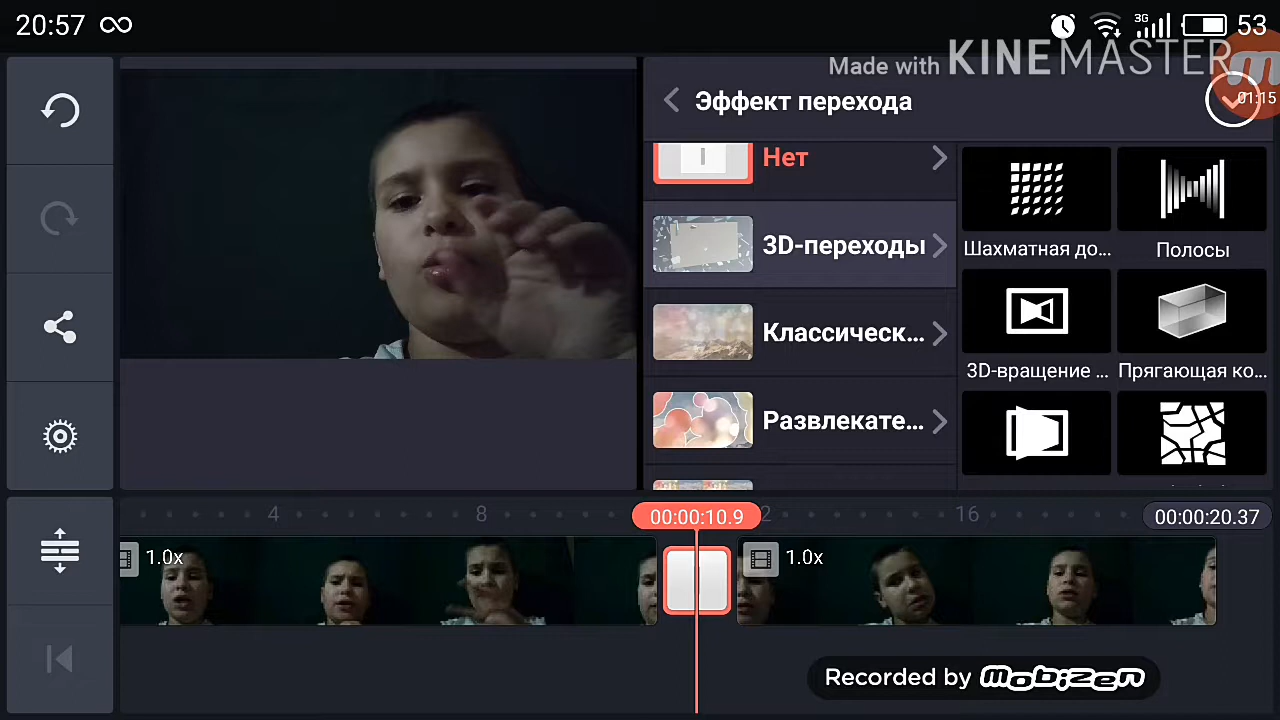 20:57
3G
53
Made with KINEMASTER
01:15
Эффект перехода
Нет
3D-переходы
Классическ...
Развлекате...
Шахматная до...
Полосы
3D-вращение ...
Прягающая ко...
4
8
00:00:10.9
2
16
00:00:20.37
1.0x
1.0x
Recorded by mobizen